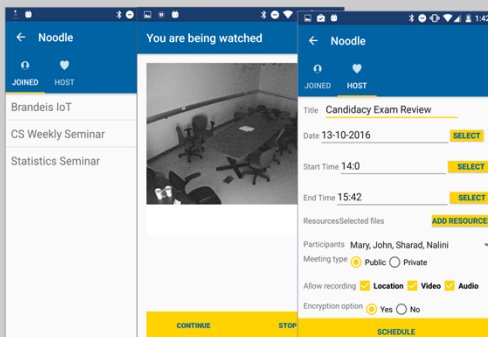 Noodle
JOINED
HOST
Brandeis IoT
CS Weekly Seminar
Statistics Seminar
You are being watched
CONTINUE
STOP
1:42
Noodle
JOINED
HOST
Title Candidacy Exam Review
Date 13-10-2016 SELECT
Start Time 14:0 SELECT
End Time 15:42 SELECT
ResourcesSelected files ADD RESOURCE
Participants Mary, John, Sharad, Nalini
Meeting type Public Private
Allow recording Location Video Audio
Encryption option Yes No
SCHEDULE